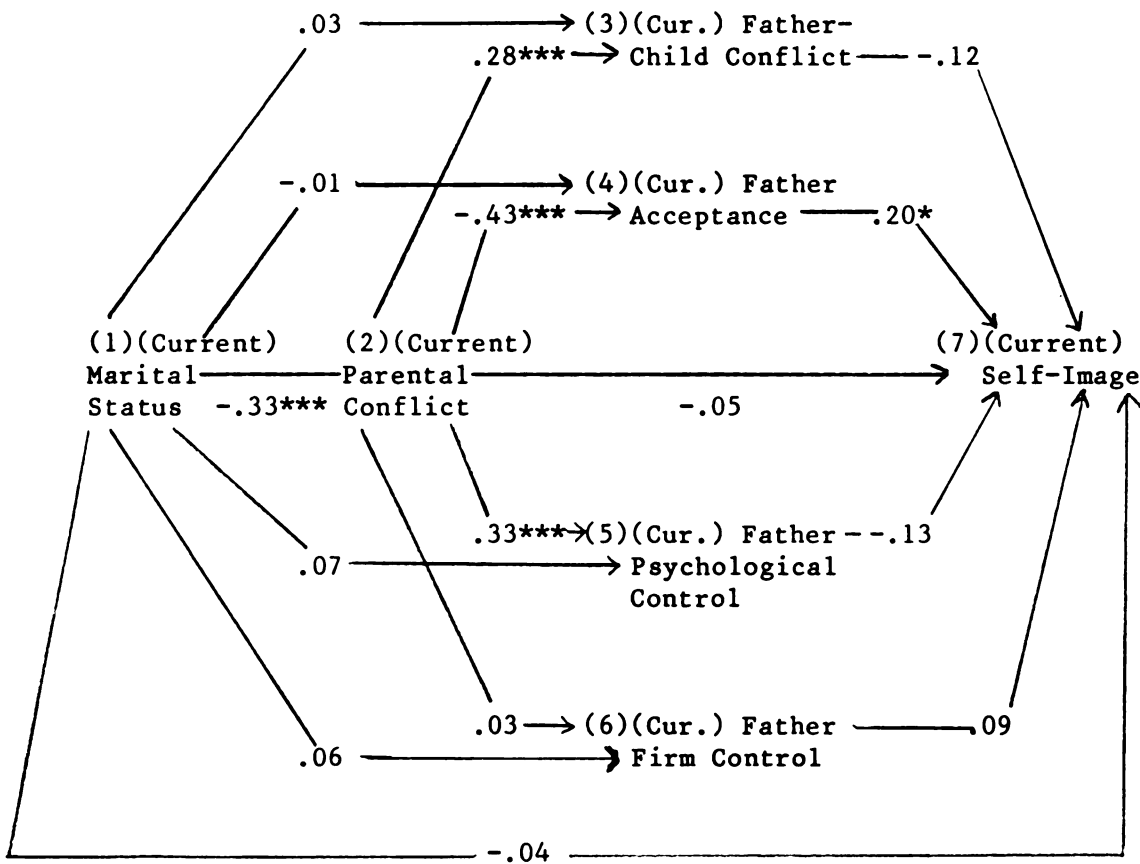 .03 (3)(Cur.) Father-
.28*** Child Conflict -.12
-.01 (4)(Cur.) Father
-.43*** Acceptance .20*
(1)(Current) (2)(Current) (7)(Current)
Marital Parental Self-Image
Status -.33*** Conflict -.05
.33*** (5)(Cur.) Father -.13
.07 Psychological
Control
.03 (6)(Cur.) Father .09
.06 Firm Control
-.04